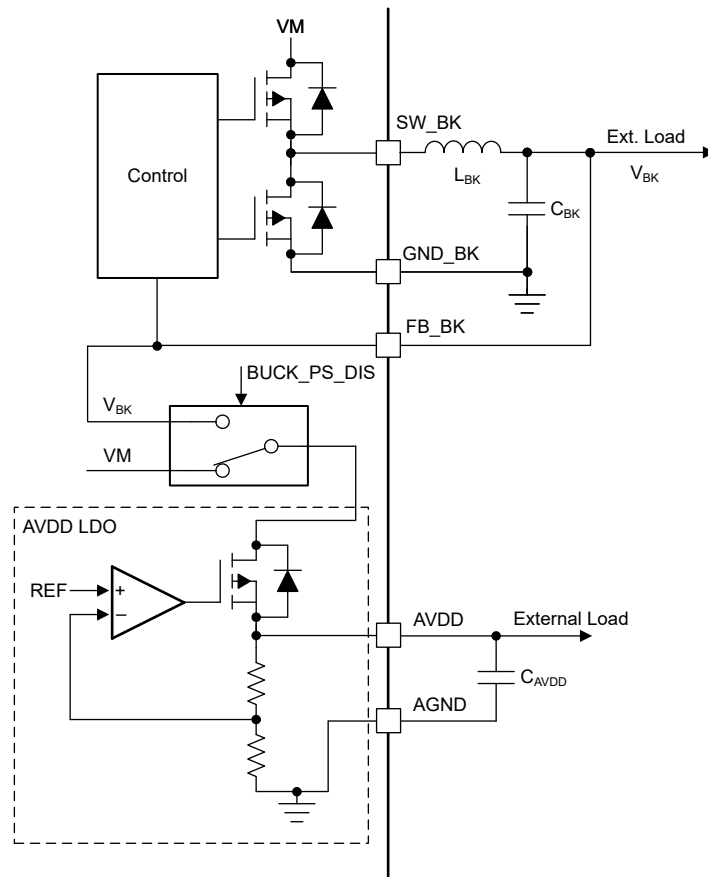 VM
Control
SW_BK
Ext. Load
L_BK
V_BK
C_BK
GND_BK
FB_BK
BUCK_PS_DIS
V_BK
VM
AVDD LDO
REF
+
–
AVDD
External Load
C_AVDD
AGND